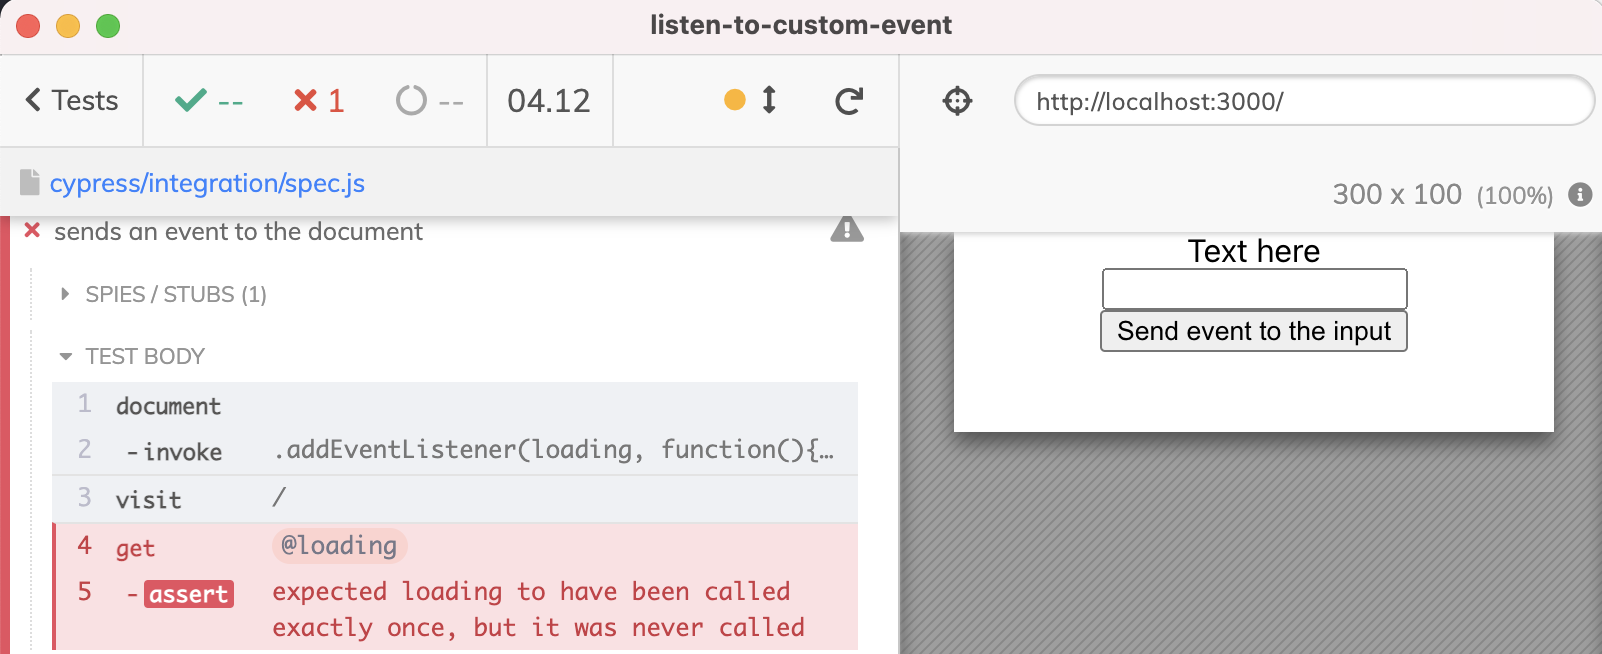 listen-to-custom-event
Tests
--
1
--
04.12
http://localhost:3000/
cypress/integration/spec.js
300 x 100 (100%)
sends an event to the document
SPIES / STUBS (1)
TEST BODY
1 document
2 -invoke .addEventListener(loading, function(){…
3 visit /
4 get @loading
5 -assert expected loading to have been called
exactly once, but it was never called
Text here
Send event to the input